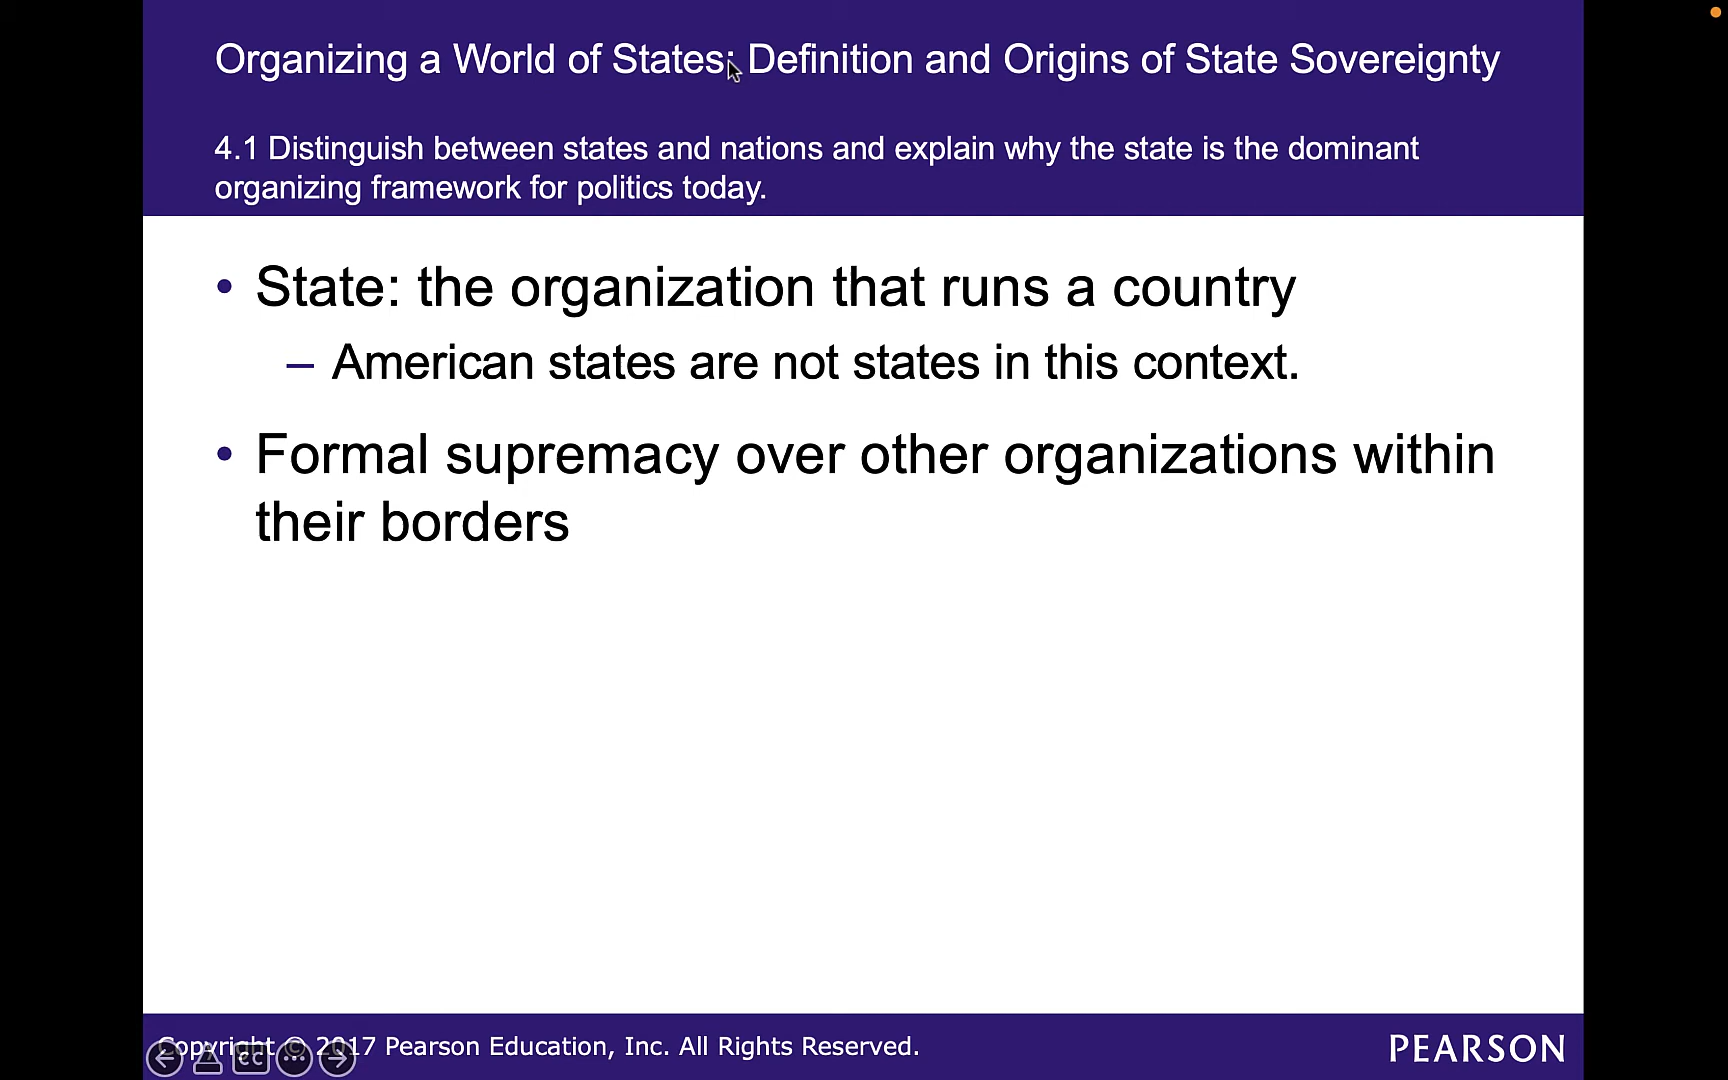 Organizing a World of States: Definition and Origins of State Sovereignty
4.1 Distinguish between states and nations and explain why the state is the dominant
organizing framework for politics today.
• State: the organization that runs a country
– American states are not states in this context.
• Formal supremacy over other organizations within
their borders
Copyright © 2017 Pearson Education, Inc. All Rights Reserved.
CC
PEARSON